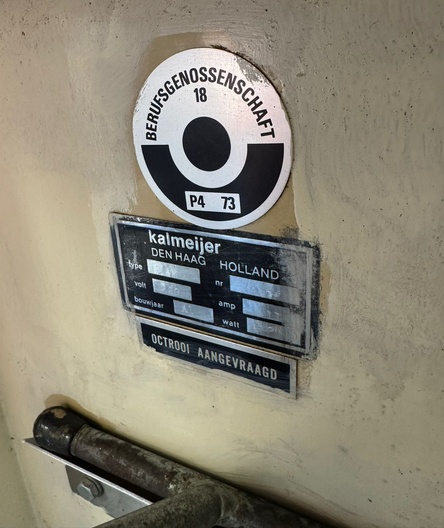 BERUFSGENOSSENSCHAFT
18
P4 73
kalmeijer
DEN HAAG HOLLAND
type nr
volt amp
bouwjaar watt
OCTROOI AANGEVRAAGD